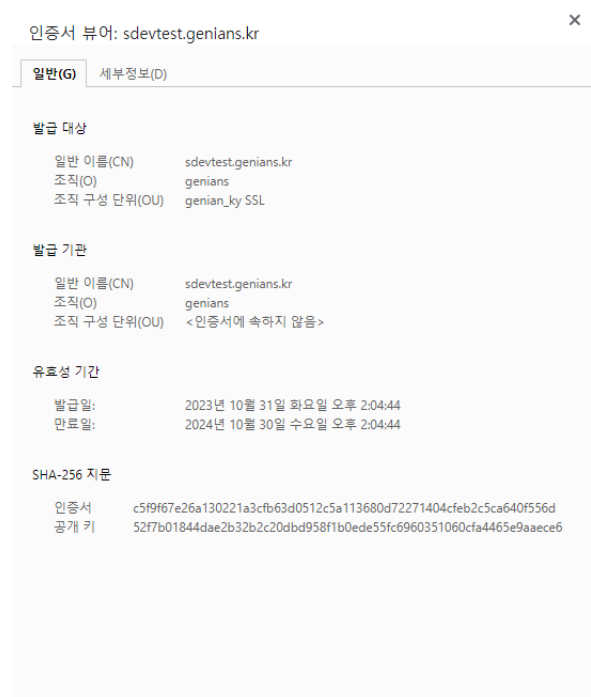 인증서 뷰어: sdevtest.genians.kr
일반(G) 세부정보(D)
발급 대상
일반 이름(CN) sdevtest.genians.kr
조직(O) genians
조직 구성 단위(OU) genian_ky SSL
발급 기관
일반 이름(CN) sdevtest.genians.kr
조직(O) genians
조직 구성 단위(OU) <인증서에 속하지 않음>
유효성 기간
발급일: 2023년 10월 31일 화요일 오후 2:04:44
만료일: 2024년 10월 30일 수요일 오후 2:04:44
SHA-256 지문
인증서 c5f9f67e26a130221a3cfb63d0512c5a113680d72271404cfeb2c5ca640f556d
공개 키 52f7b01844dae2b32b2c20dbd958f1b0ede55fc6960351060cfa4465e9aaece6